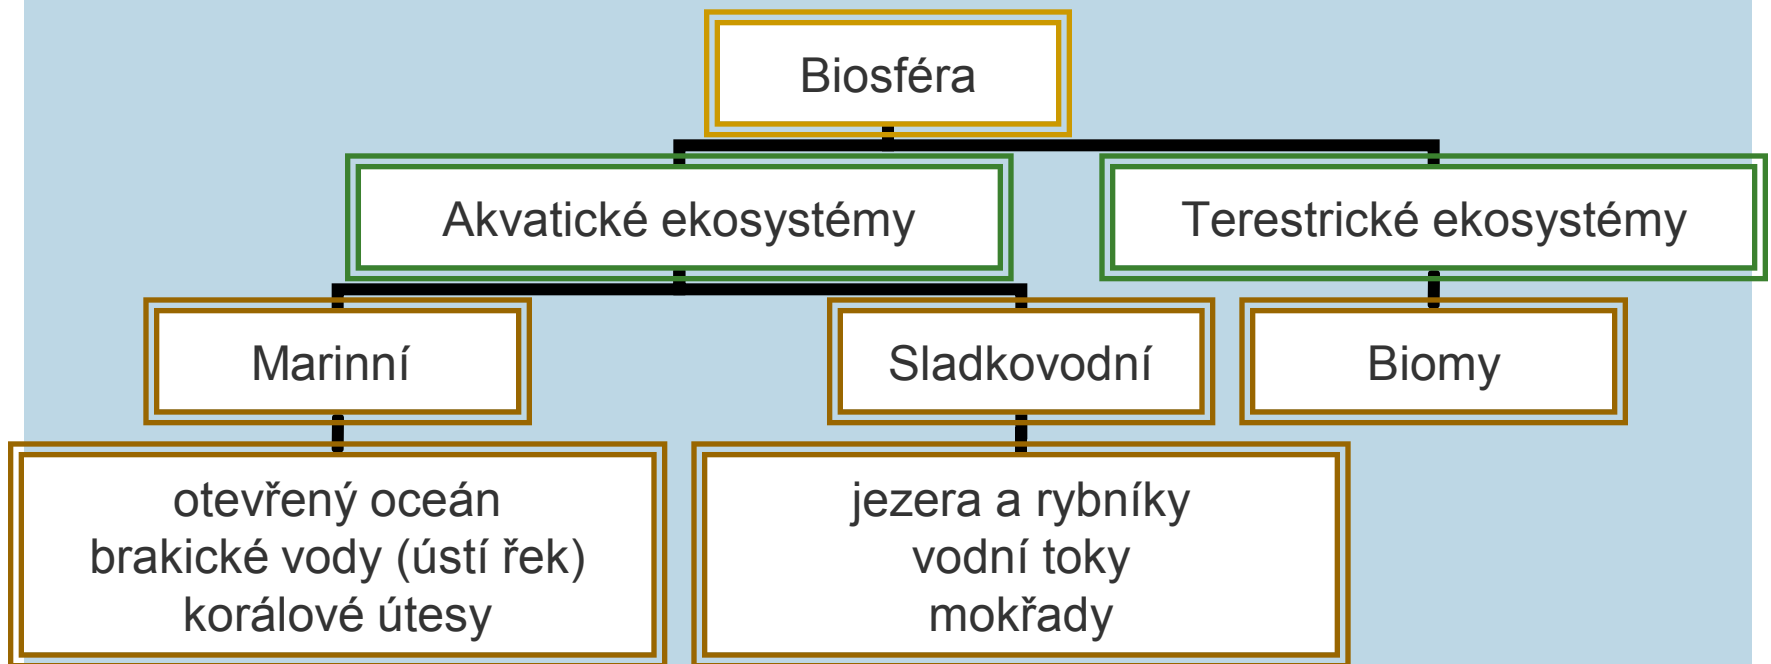 Biosféra
Akvatické ekosystémy
Terestrické ekosystémy
Marinní
Sladkovodní
Biomy
otevřený oceán
brakické vody (ústí řek)
korálové útesy
jezera a rybníky
vodní toky
mokřady